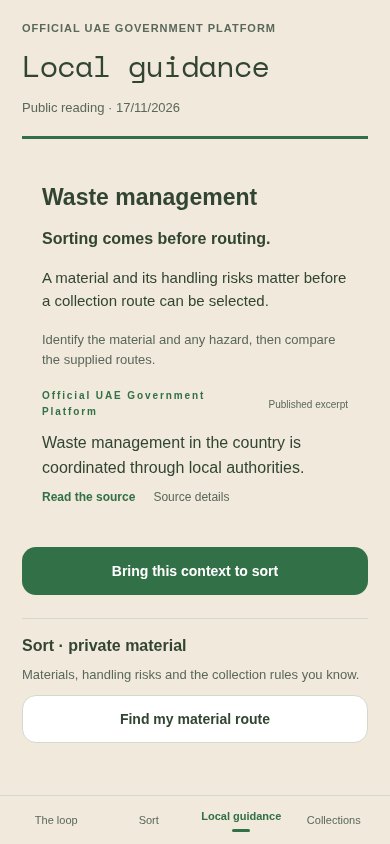 OFFICIAL UAE GOVERNMENT PLATFORM
Local guidance
Public reading · 17/11/2026
Waste management
Sorting comes before routing.
A material and its handling risks matter before
a collection route can be selected.
Identify the material and any hazard, then compare
the supplied routes.
Official UAE Government
Platform
Published excerpt
Waste management in the country is
coordinated through local authorities.
Read the source Source details
Bring this context to sort
Sort · private material
Materials, handling risks and the collection rules you know.
Find my material route
The loop Sort Local guidance Collections